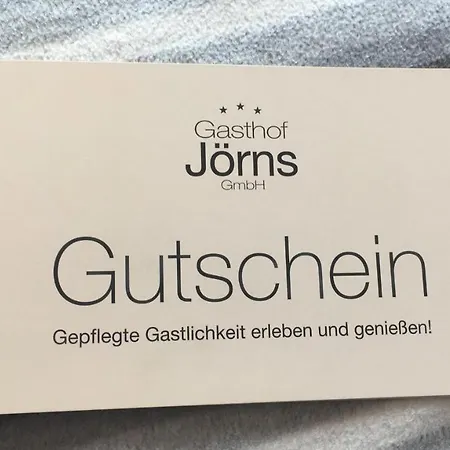 ★ ★ ★
Gasthof
Jörns
GmbH
Gutschein
Gepflegte Gastlichkeit erleben und genießen!